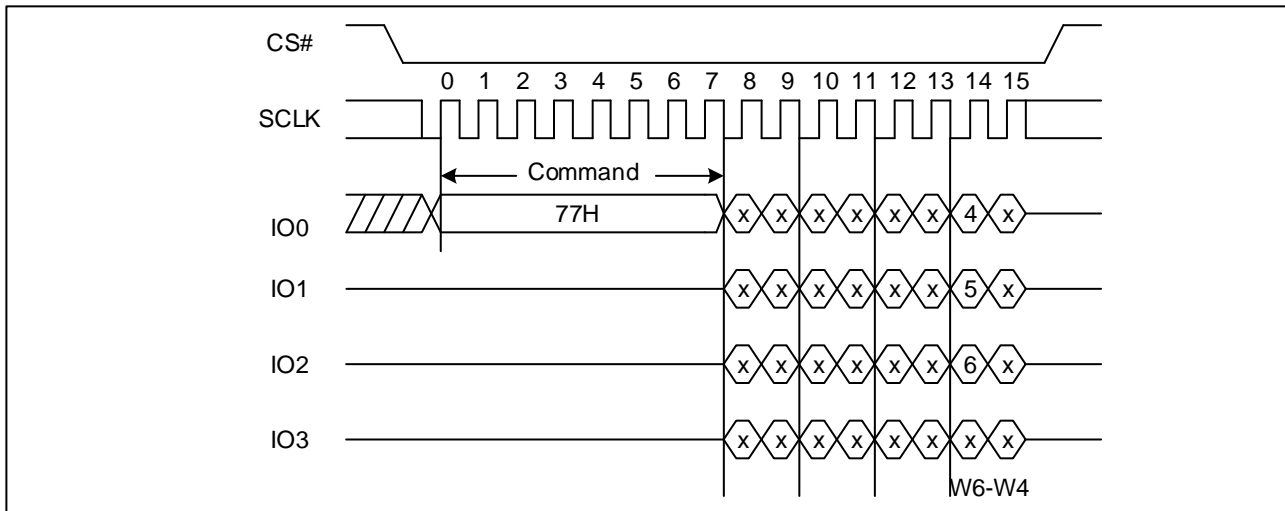 CS#
0 1 2 3 4 5 6 7 8 9 10 11 12 13 14 15
SCLK
Command
IO0 77H x x x x x x 4 x
IO1 x x x x x x 5 x
IO2 x x x x x x 6 x
IO3 x x x x x x x x
W6-W4